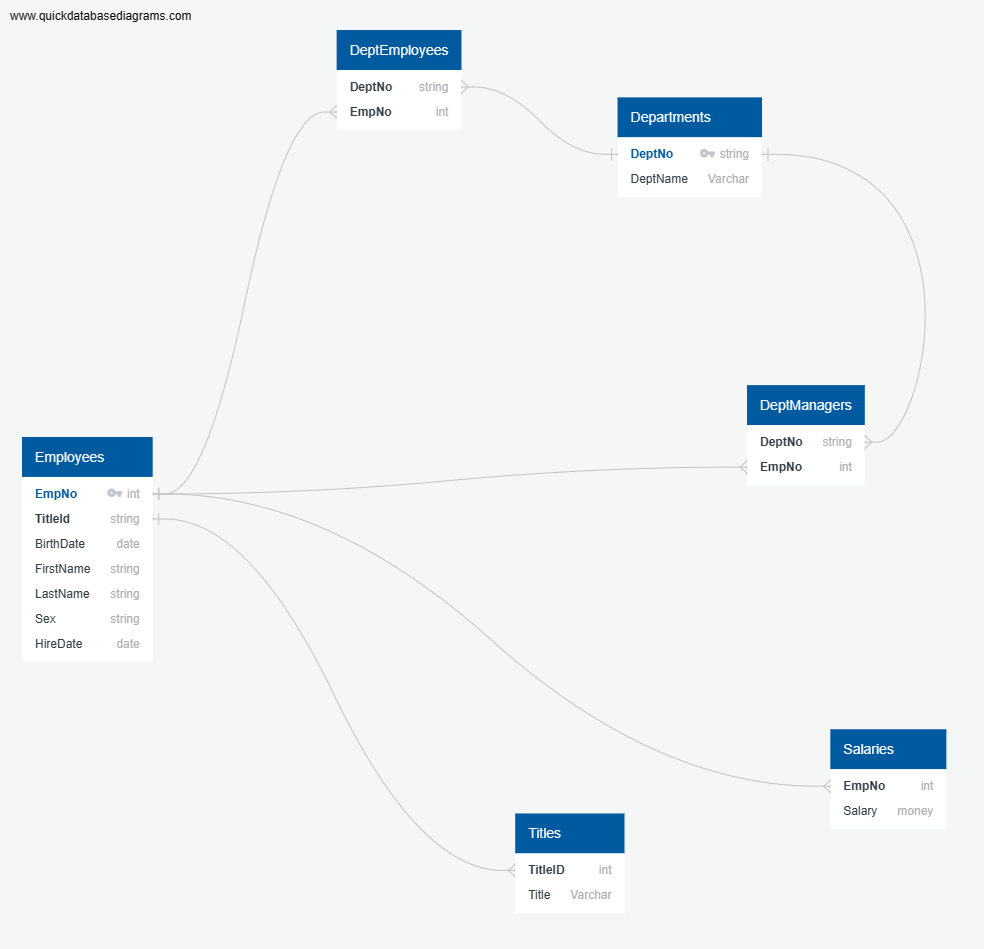 www.quickdatabasediagrams.com
DeptEmployees
DeptNo string
EmpNo int
Departments
DeptNo string
DeptName Varchar
DeptManagers
DeptNo string
EmpNo int
Employees
EmpNo int
TitleId string
BirthDate date
FirstName string
LastName string
Sex string
HireDate date
Salaries
EmpNo int
Salary money
Titles
TitleID int
Title Varchar